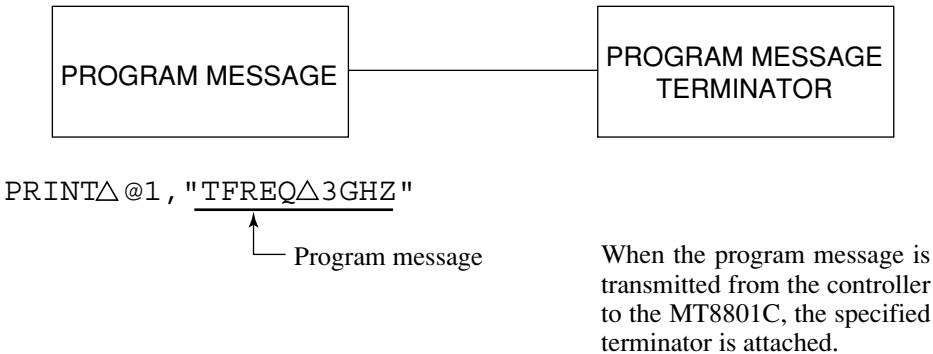 PROGRAM MESSAGE
PROGRAM MESSAGE
TERMINATOR
PRINT△@1,"TFREQ△3GHZ"
Program message
When the program message is
transmitted from the controller
to the MT8801C, the specified
terminator is attached.